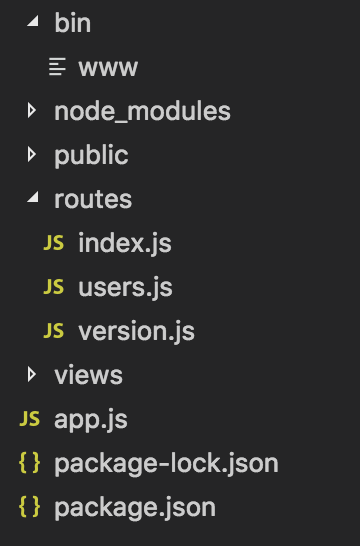 bin
www
node_modules
public
routes
JS index.js
JS users.js
JS version.js
views
JS app.js
{} package-lock.json
{} package.json